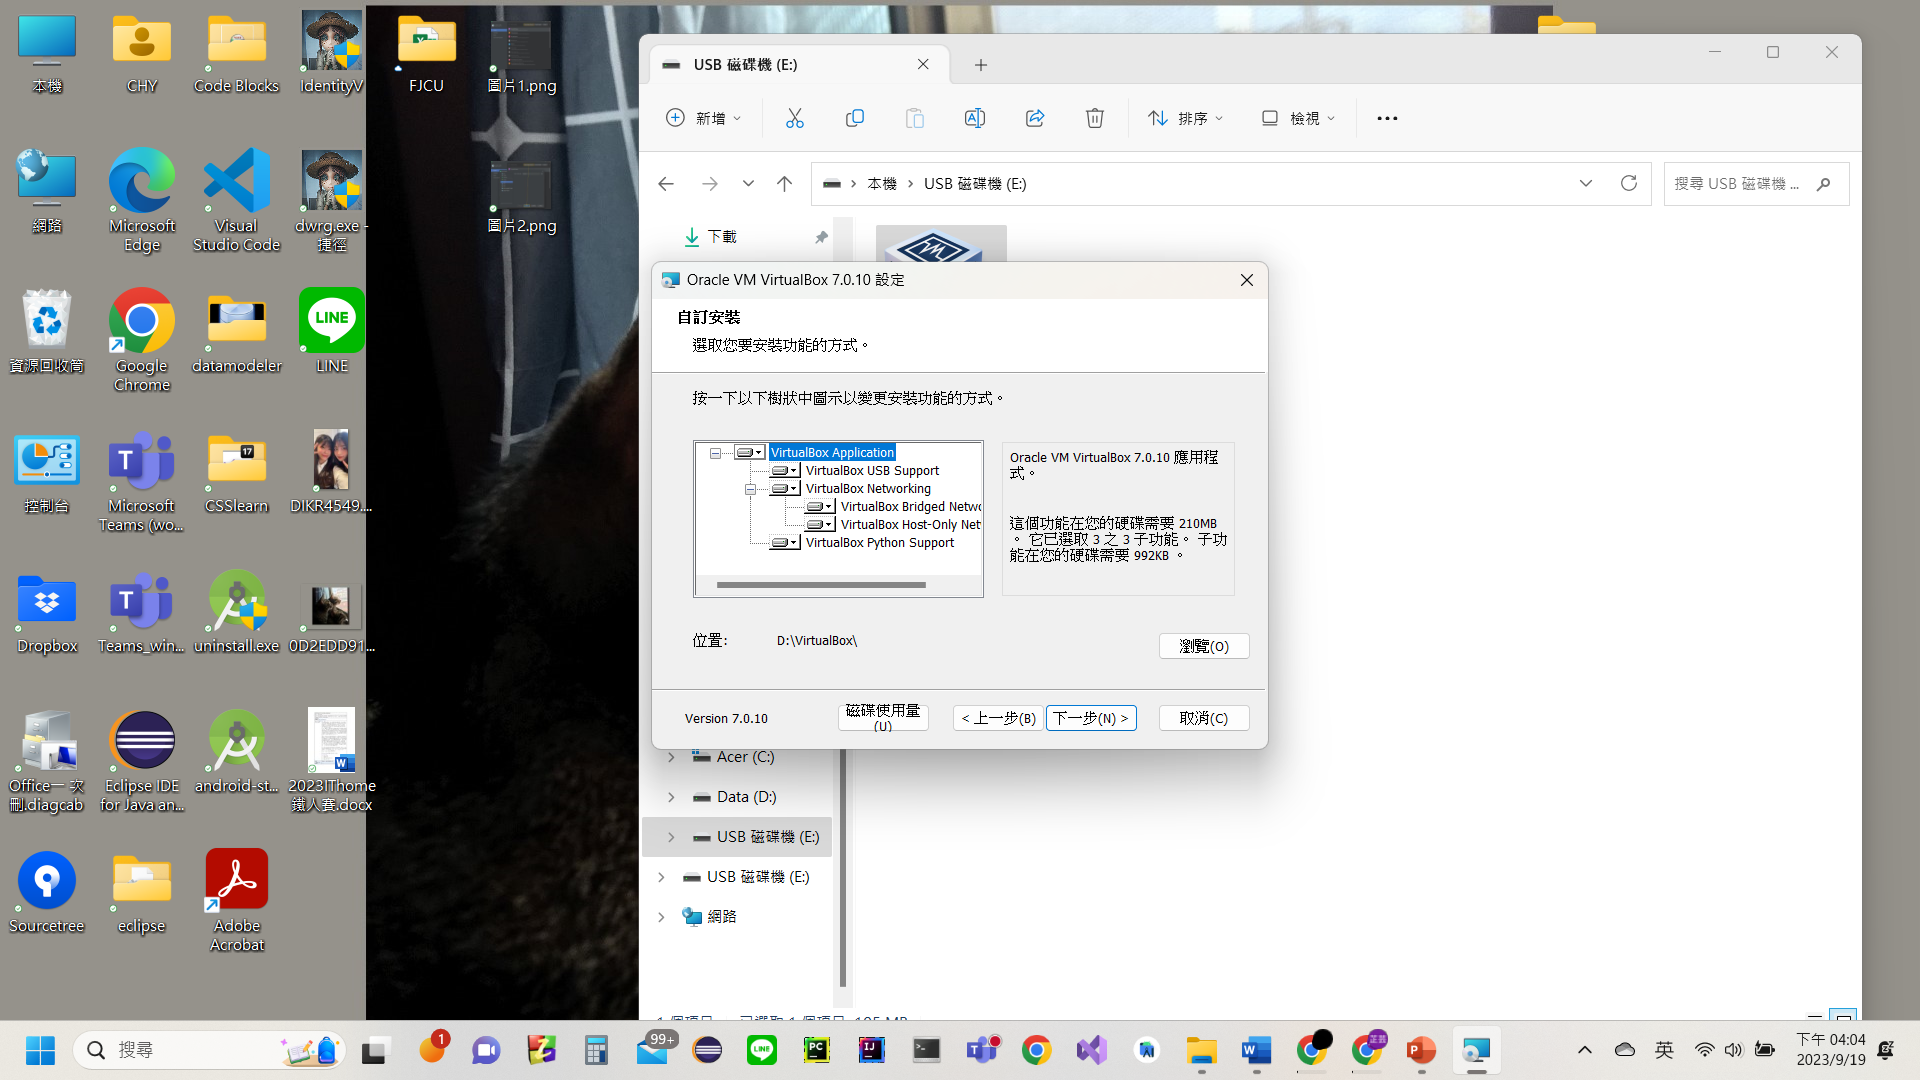 本機
CHY
Code Blocks
IdentityV
FJCU
圖片1.png
網路
Microsoft
Edge
Visual
Studio Code
dwrg.exe -
捷徑
圖片2.png
資源回收筒
Google
Chrome
datamodeler
LINE
LINE
控制台
Microsoft
Teams (wo...
17
CSSlearn
DIKR4549....
Dropbox
Teams_win...
uninstall.exe
0D2EDD91...
Office一 次
刪.diagcab
Eclipse IDE
for Java an...
android-st...
2023IThome
鐵人賽.docx
Sourcetree
eclipse
Adobe
Acrobat
USB 磁碟機 (E:)
新增
排序
檢視
本機 › USB 磁碟機 (E:)
搜尋 USB 磁碟機 ...
下載
Oracle VM VirtualBox 7.0.10 設定
自訂安裝
選取您要安裝功能的方式。
按一下以下樹狀中圖示以變更安裝功能的方式。
VirtualBox Application
VirtualBox USB Support
VirtualBox Networking
VirtualBox Bridged Netwo
VirtualBox Host-Only Net
VirtualBox Python Support
Oracle VM VirtualBox 7.0.10 應用程
式。
這個功能在您的硬碟需要 210MB
。 它已選取 3 之 3 子功能。 子功
能在您的硬碟需要 992KB 。
位置:
D:\VirtualBox\
瀏覽(O)
Version 7.0.10
磁碟使用量
(U)
< 上一步(B)
下一步(N) >
取消(C)
Acer (C:)
Data (D:)
USB 磁碟機 (E:)
USB 磁碟機 (E:)
網路
搜尋
1
99+
英
下午 04:04
2023/9/19